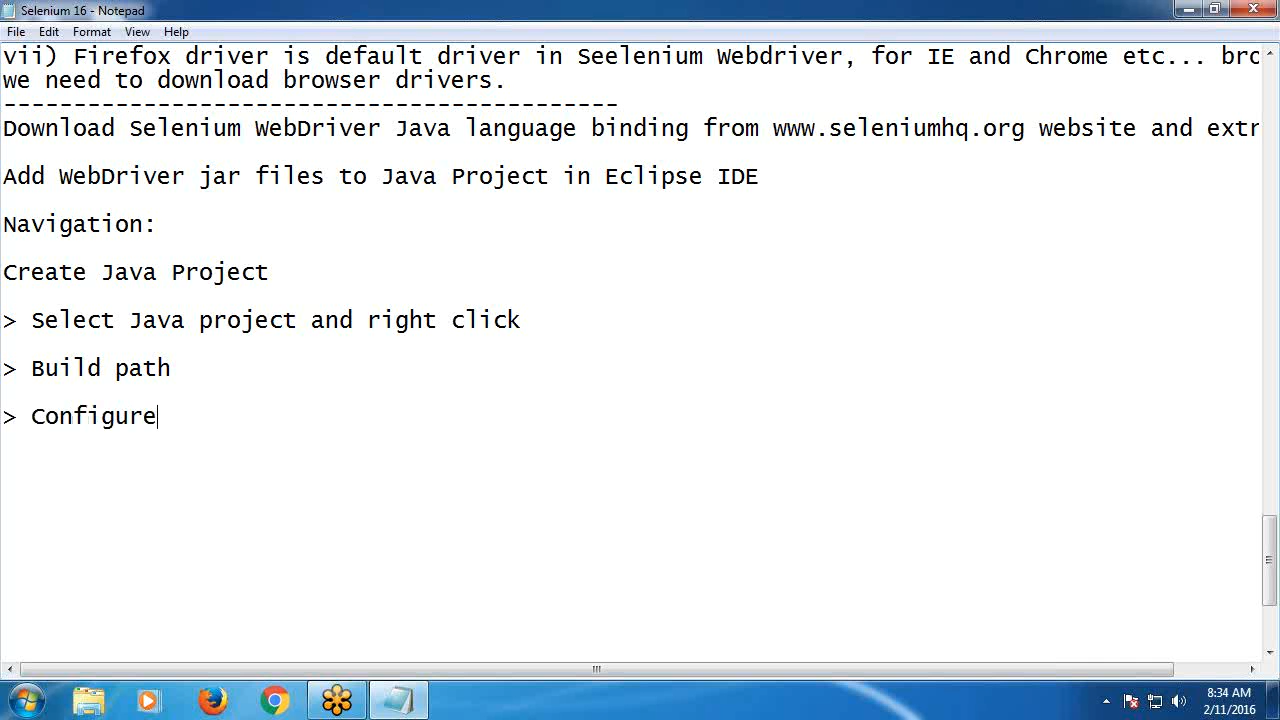 Selenium 16 - Notepad
File Edit Format View Help
vii) Firefox driver is default driver in Seelenium Webdriver, for IE and Chrome etc... bro
we need to download browser drivers.
--------------------------------------------
Download Selenium WebDriver Java language binding from www.seleniumhq.org website and extr
Add WebDriver jar files to Java Project in Eclipse IDE
Navigation:
Create Java Project
> Select Java project and right click
> Build path
> Configure
8:34 AM
2/11/2016